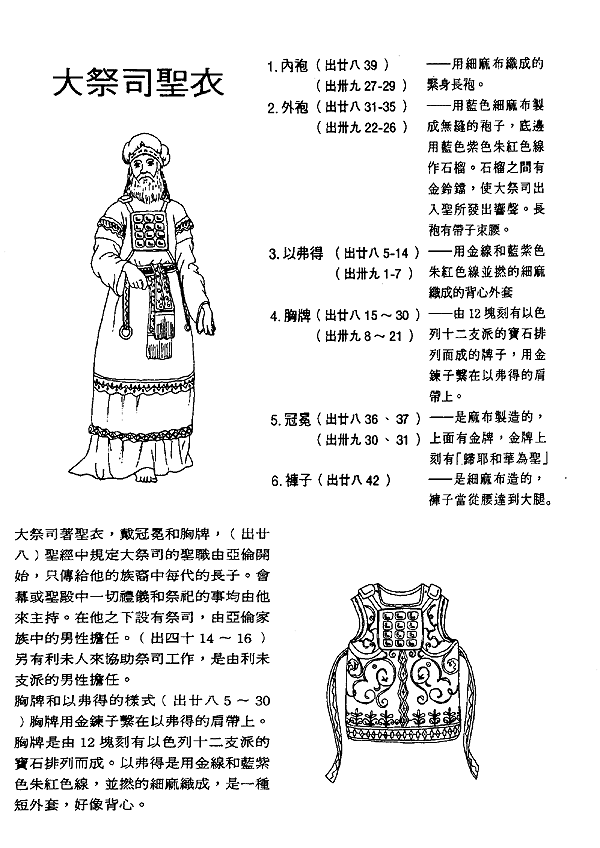 大祭司聖衣
1.內袍（出廿八 39 ）　——用細麻布織成的
（出卅九 27-29 ）　緊身長袍。
2.外袍（出廿八 31-35 ）　——用藍色細麻布製
（出卅九 22-26 ）　成無縫的袍子，底邊
用藍色紫色朱紅色線
作石榴。石榴之間有
金鈴鐺，使大祭司出
入聖所發出響聲。長
袍有帶子束腰。
3.以弗得 （出廿八 5-14 ）　——用金線和藍紫色
（出卅九 1-7 ）　朱紅色線並撚的細麻
織成的背心外套
4.胸牌（出廿八 15～30 ）　——由 12 塊刻有以色
（出卅九 8～21 ）　列十二支派的寶石排
列而成的牌子，用金
鍊子繫在以弗得的肩
帶上。
5.冠冕（出廿八 36 、 37 ）　——是麻布製造的，
（出卅九 30 、 31 ）　上面有金牌，金牌上
刻有「歸耶和華為聖」
6.褲子（出廿八 42 ）　——是細麻布造的，
褲子當從腰達到大腿。
大祭司著聖衣，戴冠冕和胸牌，（出廿
八）聖經中規定大祭司的聖職由亞倫開
始，只傳給他的族裔中每代的長子。會
幕或聖殿中一切禮儀和祭祀的事均由他
來主持。在他之下設有祭司，由亞倫家
族中的男性擔任。（出四十 14～16 ）
另有利未人來協助祭司工作，是由利未
支派的男性擔任。
胸牌和以弗得的樣式（出廿八 5～30
）胸牌用金鍊子繫在以弗得的肩帶上。
胸牌是由 12 塊刻有以色列十二支派的
寶石排列而成。以弗得是用金線和藍紫
色朱紅色線，並撚的細麻織成，是一種
短外套，好像背心。